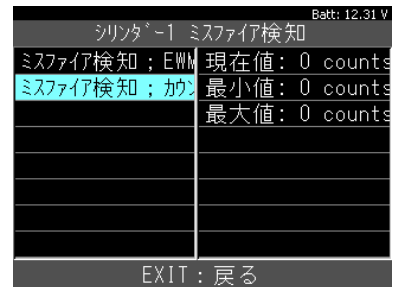 Batt: 12.31 V
シリンダ゛-1 ミスファイア検知
ミスファイア検知 ; EWM
現在値: 0 counts
ミスファイア検知 ; カウン
最小値: 0 counts
最大値: 0 counts
EXIT : 戻る